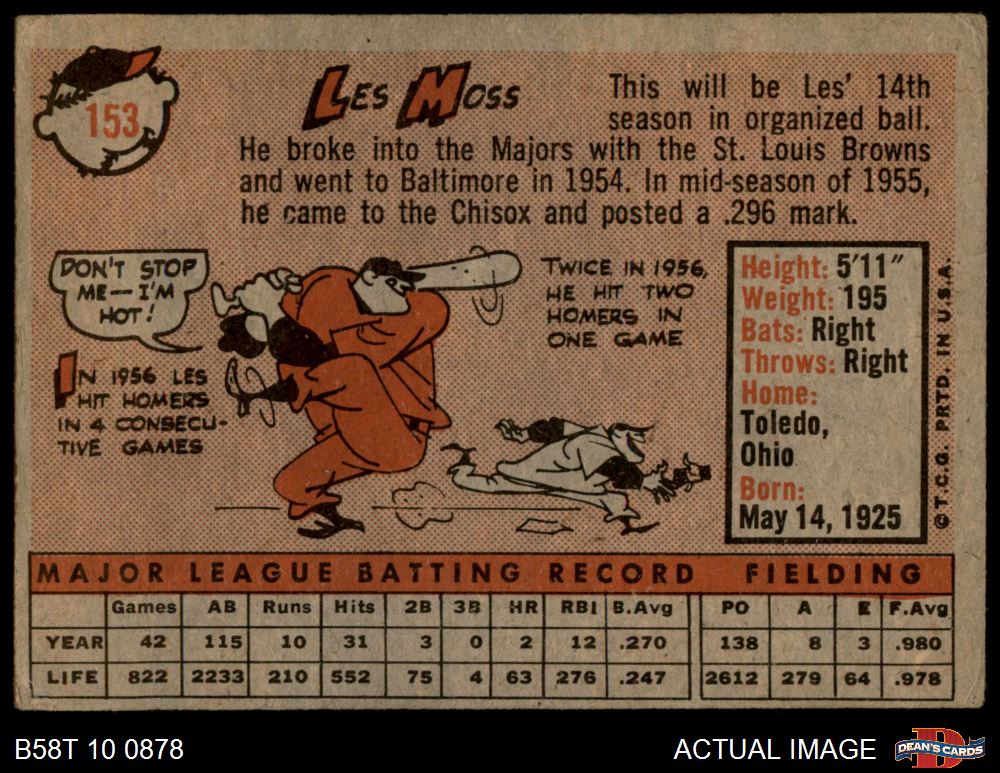 153
Les Moss
This will be Les' 14th
season in organized ball.
He broke into the Majors with the St. Louis Browns
and went to Baltimore in 1954. In mid-season of 1955,
he came to the Chisox and posted a .296 mark.
DON'T STOP
ME — I'M
HOT!
IN 1956 LES
HIT HOMERS
IN 4 CONSECU-
TIVE GAMES
TWICE IN 1956,
HE HIT TWO
HOMERS IN
ONE GAME
Height: 5'11"
Weight: 195
Bats: Right
Throws: Right
Home:
Toledo,
Ohio
Born:
May 14, 1925
© T.C.G. PRTD. IN U.S.A.
MAJOR LEAGUE BATTING RECORD FIELDING
Games AB Runs Hits 2B 3B HR RBI B.Avg PO A E F.Avg
YEAR 42 115 10 31 3 0 2 12 .270 138 8 3 .980
LIFE 822 2233 210 552 75 4 63 276 .247 2612 279 64 .978
B58T 10 0878
ACTUAL IMAGE
D
DEAN'S CARDS